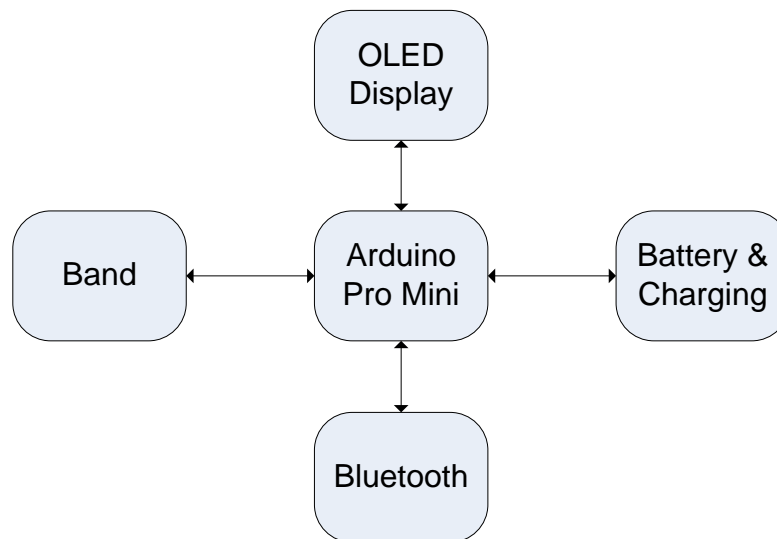 OLED
Display
Band
Arduino
Pro Mini
Battery &
Charging
Bluetooth